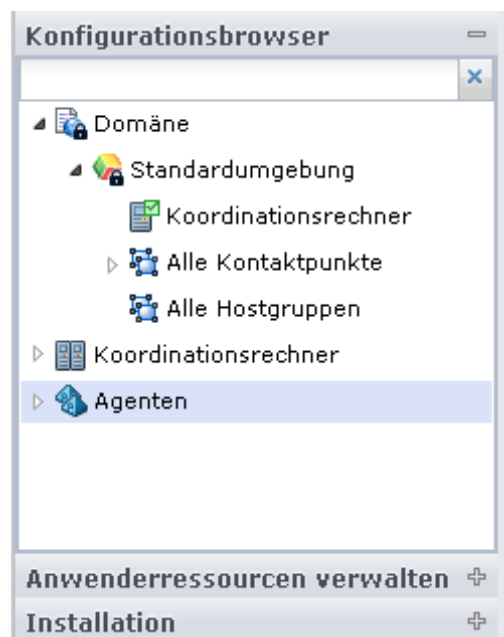 Konfigurationsbrowser
Domäne
Standardumgebung
Koordinationsrechner
Alle Kontaktpunkte
Alle Hostgruppen
Koordinationsrechner
Agenten
Anwenderressourcen verwalten
Installation